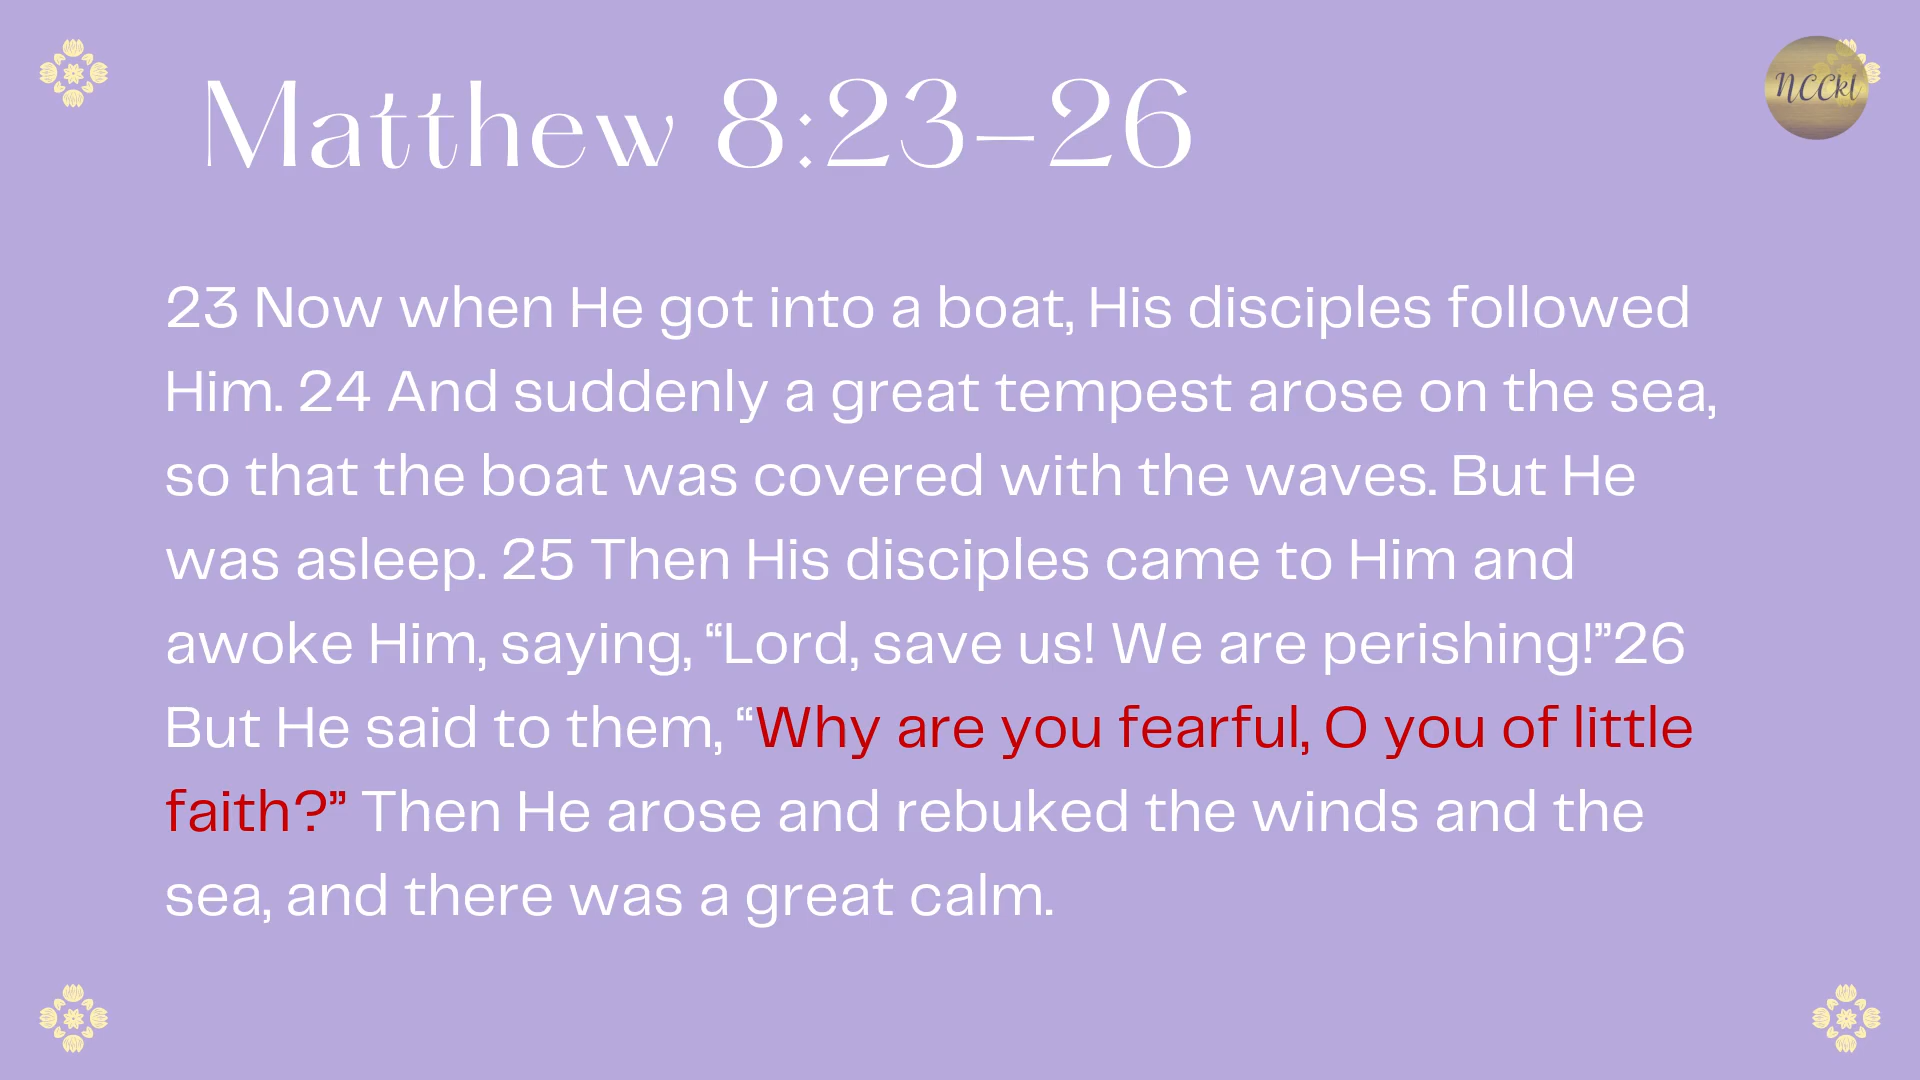 Matthew 8:23–26
NCCkl
23 Now when He got into a boat, His disciples followed
Him. 24 And suddenly a great tempest arose on the sea,
so that the boat was covered with the waves. But He
was asleep. 25 Then His disciples came to Him and
awoke Him, saying, “Lord, save us! We are perishing!”26
But He said to them, “Why are you fearful, O you of little
faith?” Then He arose and rebuked the winds and the
sea, and there was a great calm.